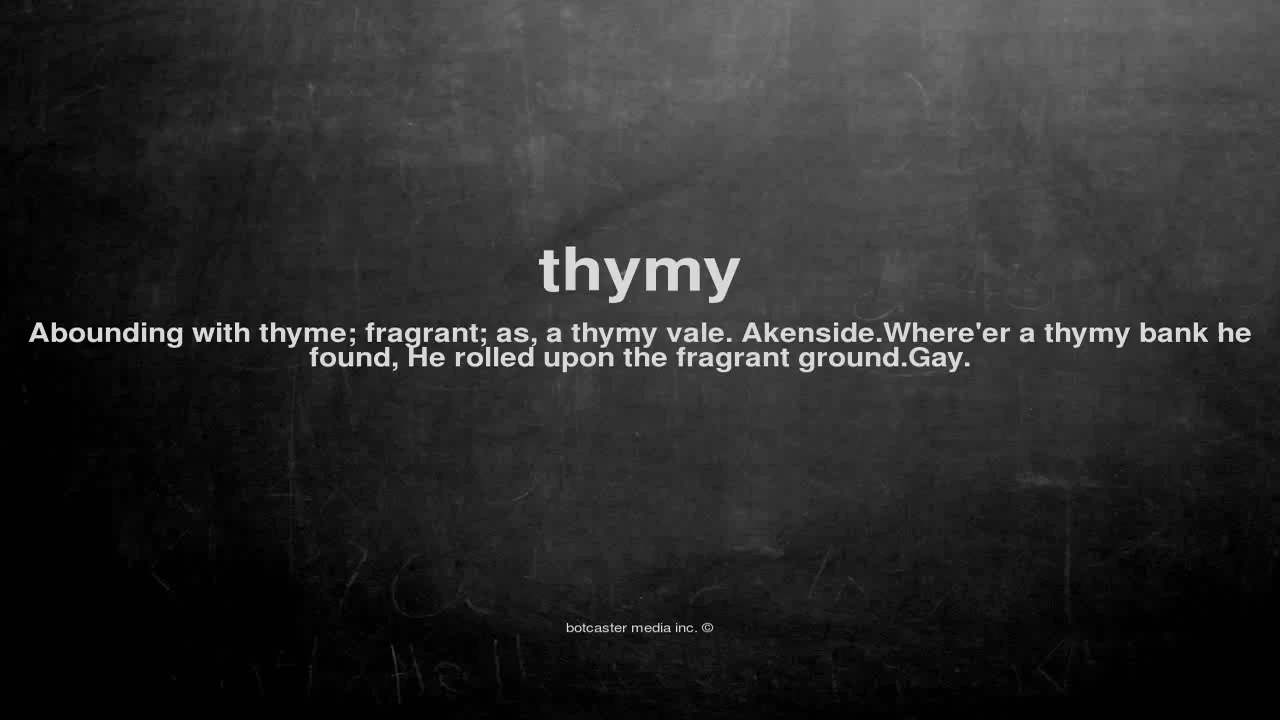 thymy
Abounding with thyme; fragrant; as, a thymy vale. Akenside.Where'er a thymy bank he
found, He rolled upon the fragrant ground.Gay.
botcaster media inc. ©